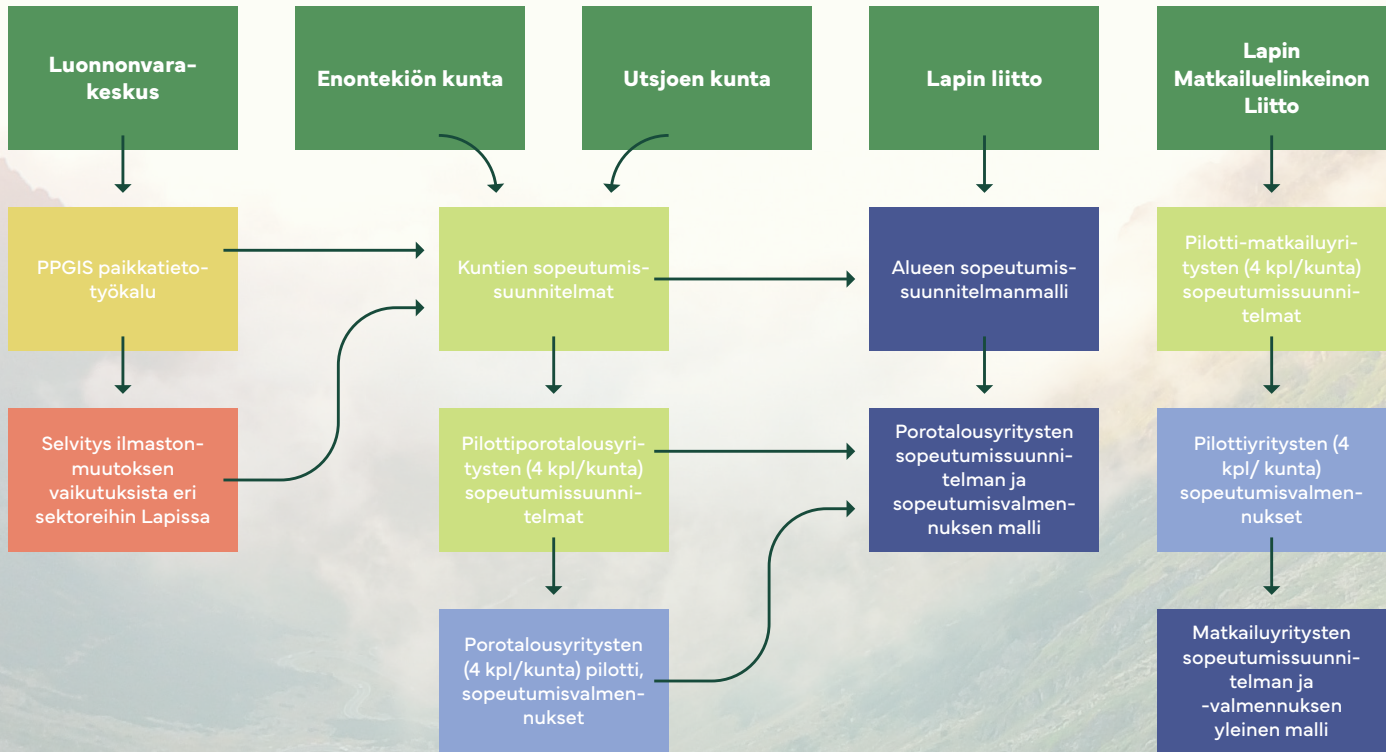 Luonnonvara-
keskus
Enontekiön kunta
Utsjoen kunta
Lapin liitto
Lapin
Matkailuelinkeinon
Liitto
PPGIS paikkatieto-
työkalu
Kuntien sopeutumis-
suunnitelmat
Alueen sopeutumis-
suunnitelmanmalli
Pilotti-matkailuyri-
tysten (4 kpl/kunta)
sopeutumissuunni-
telmat
Selvitys ilmaston-
muutoksen
vaikutuksista eri
sektoreihin Lapissa
Pilottiporotalousyri-
tysten (4 kpl/kunta)
sopeutumissuunni-
telmat
Porotalousyritysten
sopeutumissuunni-
telman ja
sopeutumisvalmen-
nuksen malli
Pilottiyritysten (4
kpl/ kunta)
sopeutumisvalmen-
nukset
Porotalousyritysten
(4 kpl/kunta) pilotti,
sopeutumisvalmen-
nukset
Matkailuyritysten
sopeutumissuunni-
telman ja
-valmennuksen
yleinen malli